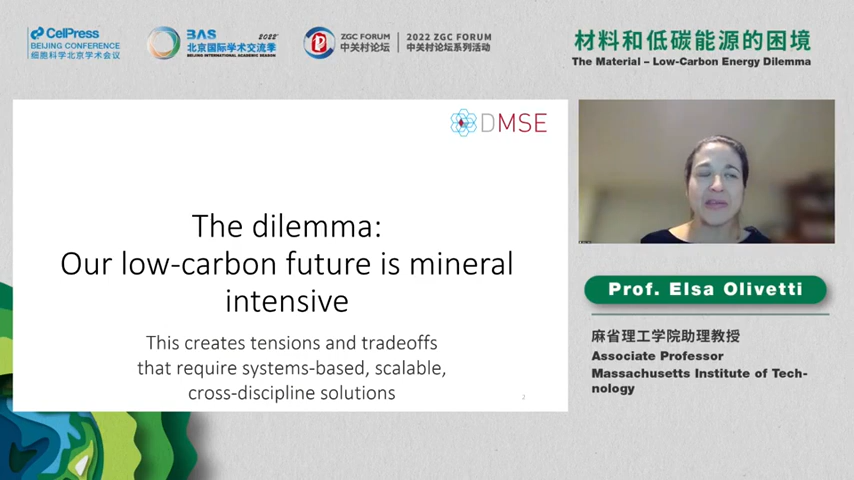 CellPress
BEIJING CONFERENCE
细胞科学北京学术会议
BAS 2022
北京国际学术交流季
BEIJING INTERNATIONAL ACADEMIC SEASON
ZGC FORUM
中关村论坛
2022 ZGC FORUM
中关村论坛系列活动
材料和低碳能源的困境
The Material – Low-Carbon Energy Dilemma
DMSE
The dilemma:
Our low-carbon future is mineral
intensive
This creates tensions and tradeoffs
that require systems-based, scalable,
cross-discipline solutions
Prof. Elsa Olivetti
麻省理工学院助理教授
Associate Professor
Massachusetts Institute of Tech-
nology